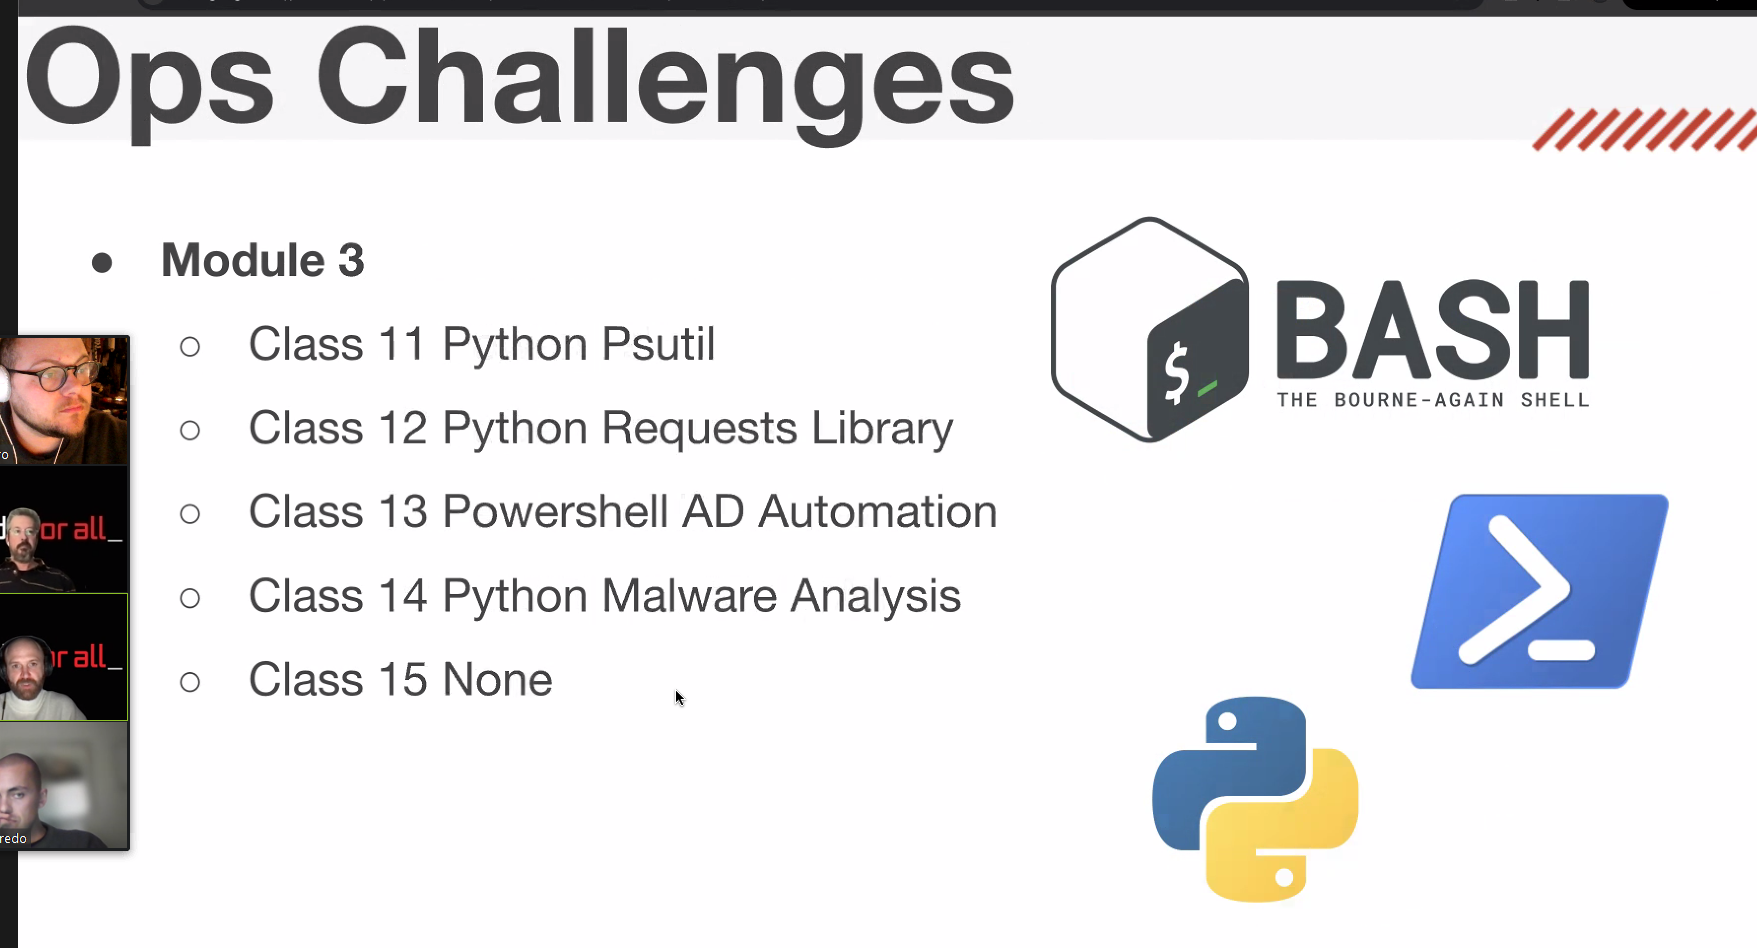 Ops Challenges
Module 3
Class 11 Python Psutil
Class 12 Python Requests Library
Class 13 Powershell AD Automation
Class 14 Python Malware Analysis
Class 15 None
$_
BASH
THE BOURNE-AGAIN SHELL
or all_
or all_
redo